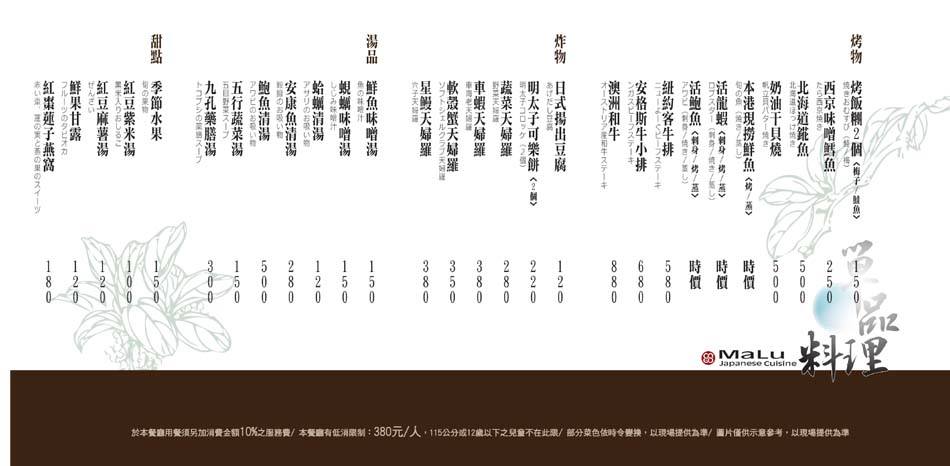 單品料理
烤物
烤飯糰2個《梅子/鮭魚》
焼きおむすび（鮭/梅）
150
西京味噌鱈魚
たら西京焼き
250
北海道鯡魚
北海道ほっけ焼き
500
奶油干貝燒
帆立貝バター焼き
500
本港現撈鮮魚《烤/蒸》
旬の魚（焼き/蒸し）
時價
活龍蝦《刺身/烤/蒸》
ロブスター（刺身/焼き/蒸し）
時價
活鮑魚《刺身/烤/蒸》
アワビ（刺身/焼き/蒸し）
時價
紐約客牛排
ニューヨークビーフステーキ
580
安格斯牛小排
アンガスビーフステーキ
680
澳洲和牛
オーストラリア産和牛ステーキ
880
炸物
日式揚出豆腐
あげだし豆腐
120
明太子可樂餅《2個》
明太子コロッケ（2個）
220
蔬菜天婦羅
野菜天婦羅
280
車蝦天婦羅
車海老天婦羅
380
軟殼蟹天婦羅
ソフトシェルクラブ天婦羅
350
星鰻天婦羅
穴子天婦羅
380
湯品
鮮魚味噌湯
魚の味噌汁
150
蜆蠣味噌湯
しじみ味噌汁
150
蛤蠣清湯
アサリのお吸い物
120
安康魚清湯
鮟鱇のお吸い物
280
鮑魚清湯
アワビのお吸い物
500
五行蔬菜湯
五目野菜スープ
150
九孔藥膳湯
トコブシの薬膳スープ
300
甜點
季節水果
旬の果物
150
紅豆紫米湯
黒米入りおしるこ
100
紅豆麻薯湯
ぜんざい
120
鮮果甘露
フルーツのタピオカ
120
紅棗蓮子燕窩
赤い棗、蓮の実と燕の巣のスイーツ
180
MaLu
Japanese Cuisine
於本餐廳用餐須另加消費金額10%之服務費/ 本餐廳有低消限制：380元/人，115公分或12歲以下之兒童不在此限/ 部分菜色依時令變換，以現場提供為準/ 圖片僅供示意參考，以現場提供為準